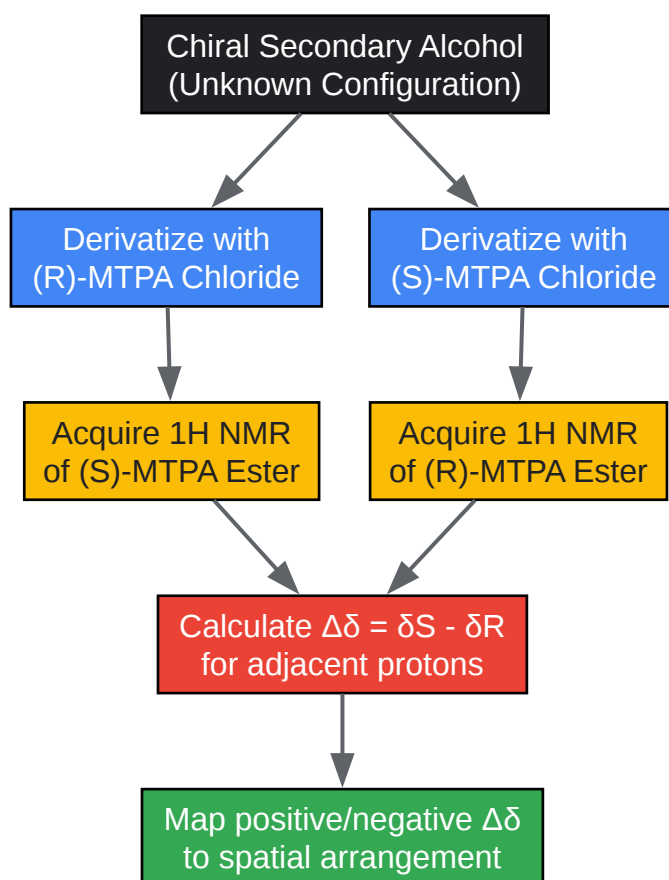 Chiral Secondary Alcohol
(Unknown Configuration)
Derivatize with
(R)-MTPA Chloride
Derivatize with
(S)-MTPA Chloride
Acquire 1H NMR
of (S)-MTPA Ester
Acquire 1H NMR
of (R)-MTPA Ester
Calculate Δδ = δS - δR
for adjacent protons
Map positive/negative Δδ
to spatial arrangement